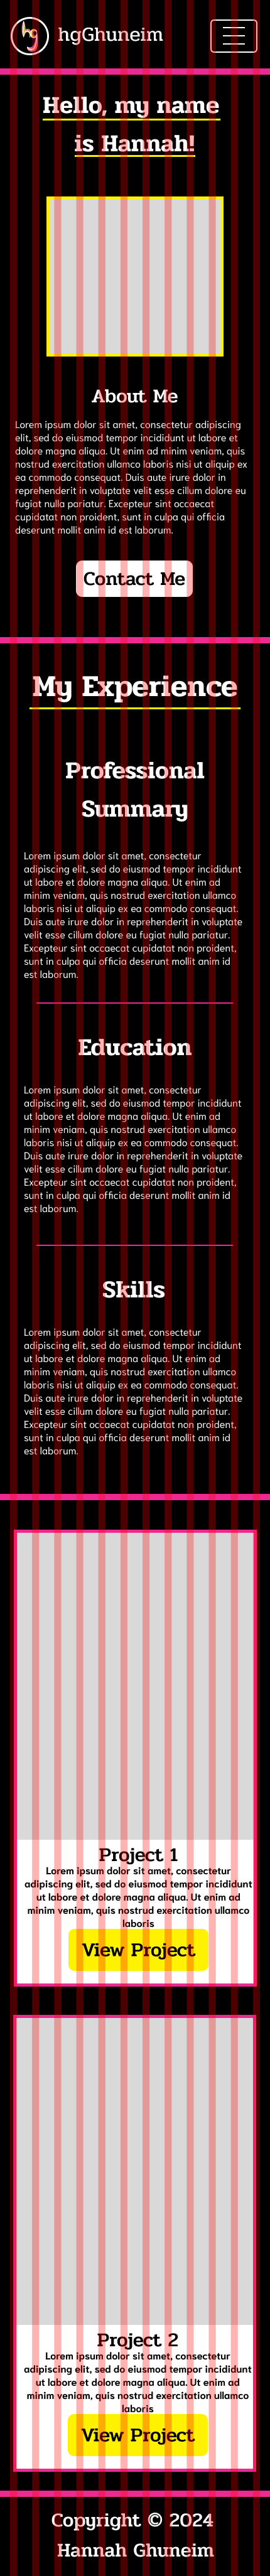 hg hgGhuneim
Hello, my name
is Hannah!
About Me
Lorem ipsum dolor sit amet, consectetur adipiscing
elit, sed do eiusmod tempor incididunt ut labore et
dolore magna aliqua. Ut enim ad minim veniam, quis
nostrud exercitation ullamco laboris nisi ut aliquip ex
ea commodo consequat. Duis aute irure dolor in
reprehenderit in voluptate velit esse cillum dolore eu
fugiat nulla pariatur. Excepteur sint occaecat
cupidatat non proident, sunt in culpa qui officia
deserunt mollit anim id est laborum.
Contact Me
My Experience
Professional
Summary
Lorem ipsum dolor sit amet, consectetur
adipiscing elit, sed do eiusmod tempor incididunt
ut labore et dolore magna aliqua. Ut enim ad
minim veniam, quis nostrud exercitation ullamco
laboris nisi ut aliquip ex ea commodo consequat.
Duis aute irure dolor in reprehenderit in voluptate
velit esse cillum dolore eu fugiat nulla pariatur.
Excepteur sint occaecat cupidatat non proident,
sunt in culpa qui officia deserunt mollit anim id
est laborum.
Education
Lorem ipsum dolor sit amet, consectetur
adipiscing elit, sed do eiusmod tempor incididunt
ut labore et dolore magna aliqua. Ut enim ad
minim veniam, quis nostrud exercitation ullamco
laboris nisi ut aliquip ex ea commodo consequat.
Duis aute irure dolor in reprehenderit in voluptate
velit esse cillum dolore eu fugiat nulla pariatur.
Excepteur sint occaecat cupidatat non proident,
sunt in culpa qui officia deserunt mollit anim id
est laborum.
Skills
Lorem ipsum dolor sit amet, consectetur
adipiscing elit, sed do eiusmod tempor incididunt
ut labore et dolore magna aliqua. Ut enim ad
minim veniam, quis nostrud exercitation ullamco
laboris nisi ut aliquip ex ea commodo consequat.
Duis aute irure dolor in reprehenderit in voluptate
velit esse cillum dolore eu fugiat nulla pariatur.
Excepteur sint occaecat cupidatat non proident,
sunt in culpa qui officia deserunt mollit anim id
est laborum.
Project 1
Lorem ipsum dolor sit amet, consectetur
adipiscing elit, sed do eiusmod tempor incididunt
ut labore et dolore magna aliqua. Ut enim ad
minim veniam, quis nostrud exercitation ullamco
laboris
View Project
Project 2
Lorem ipsum dolor sit amet, consectetur
adipiscing elit, sed do eiusmod tempor incididunt
ut labore et dolore magna aliqua. Ut enim ad
minim veniam, quis nostrud exercitation ullamco
laboris
View Project
Copyright © 2024
Hannah Ghuneim